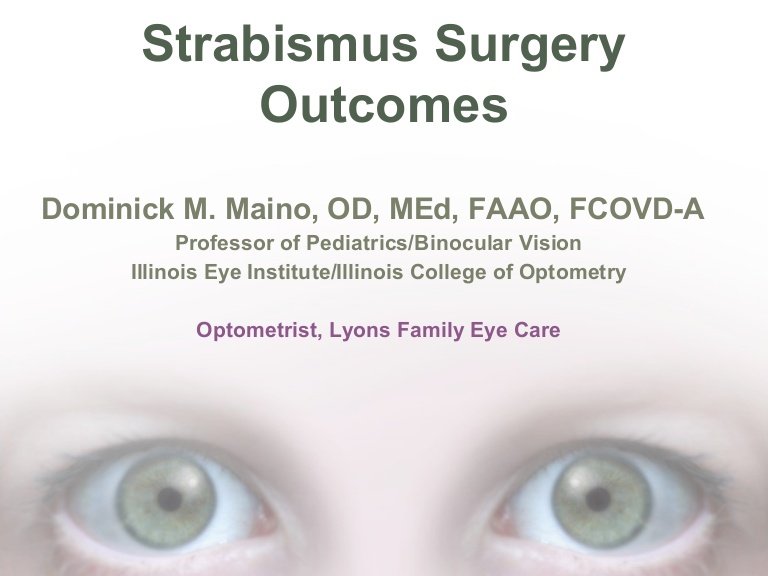 Strabismus Surgery
Outcomes
Dominick M. Maino, OD, MEd, FAAO, FCOVD-A
Professor of Pediatrics/Binocular Vision
Illinois Eye Institute/Illinois College of Optometry
Optometrist, Lyons Family Eye Care